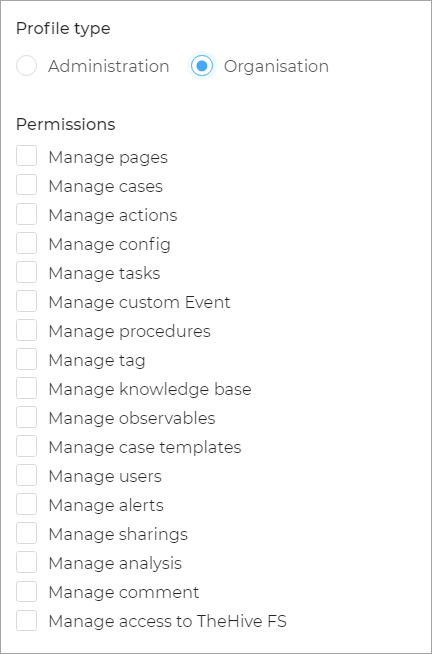 Profile type
Administration Organisation
Permissions
Manage pages
Manage cases
Manage actions
Manage config
Manage tasks
Manage custom Event
Manage procedures
Manage tag
Manage knowledge base
Manage observables
Manage case templates
Manage users
Manage alerts
Manage sharings
Manage analysis
Manage comment
Manage access to TheHive FS